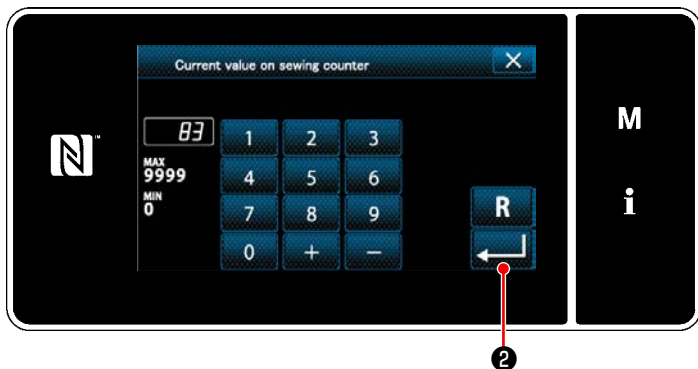 Current value on sewing counter
83
1 2 3
MAX
9999
4 5 6
MIN
0
7 8 9
R
0 + −
M
i
N
❷